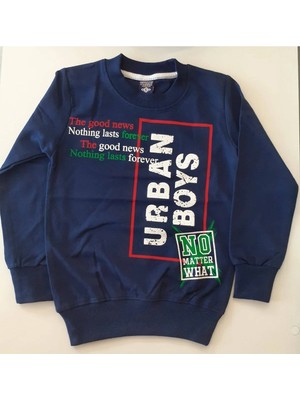 The good news
Nothing lasts forever
The good news
Nothing lasts forever
URBAN
BOYS
NO
MATTER
WHAT